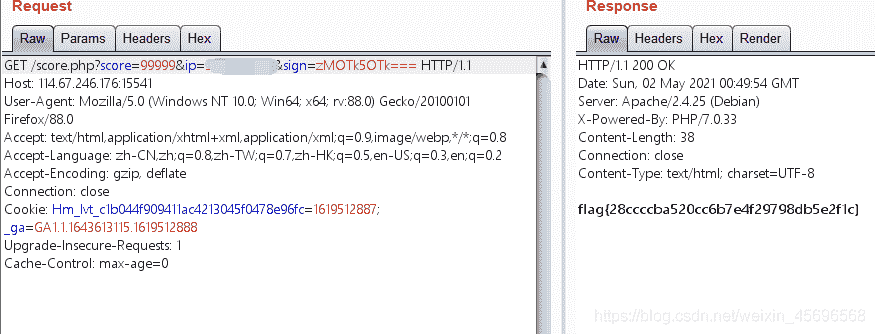 Request
Raw Params Headers Hex
GET /score.php?score=99999&ip= &sign=zMOTk5OTk=== HTTP/1.1
Host: 114.67.246.176:15541
User-Agent: Mozilla/5.0 (Windows NT 10.0; Win64; x64; rv:88.0) Gecko/20100101
Firefox/88.0
Accept: text/html,application/xhtml+xml,application/xml;q=0.9,image/webp,*/*;q=0.8
Accept-Language: zh-CN,zh;q=0.8,zh-TW;q=0.7,zh-HK;q=0.5,en-US;q=0.3,en;q=0.2
Accept-Encoding: gzip, deflate
Connection: close
Cookie: Hm_lvt_c1b044f909411ac4213045f0478e96fc=1619512887;
_ga=GA1.1.1643613115.1619512888
Upgrade-Insecure-Requests: 1
Cache-Control: max-age=0
Response
Raw Headers Hex Render
HTTP/1.1 200 OK
Date: Sun, 02 May 2021 00:49:54 GMT
Server: Apache/2.4.25 (Debian)
X-Powered-By: PHP/7.0.33
Content-Length: 38
Connection: close
Content-Type: text/html; charset=UTF-8
flag{28ccccba520cc6b7e4f29798db5e2f1c}
https://blog.csdn.net/weixin_45696568